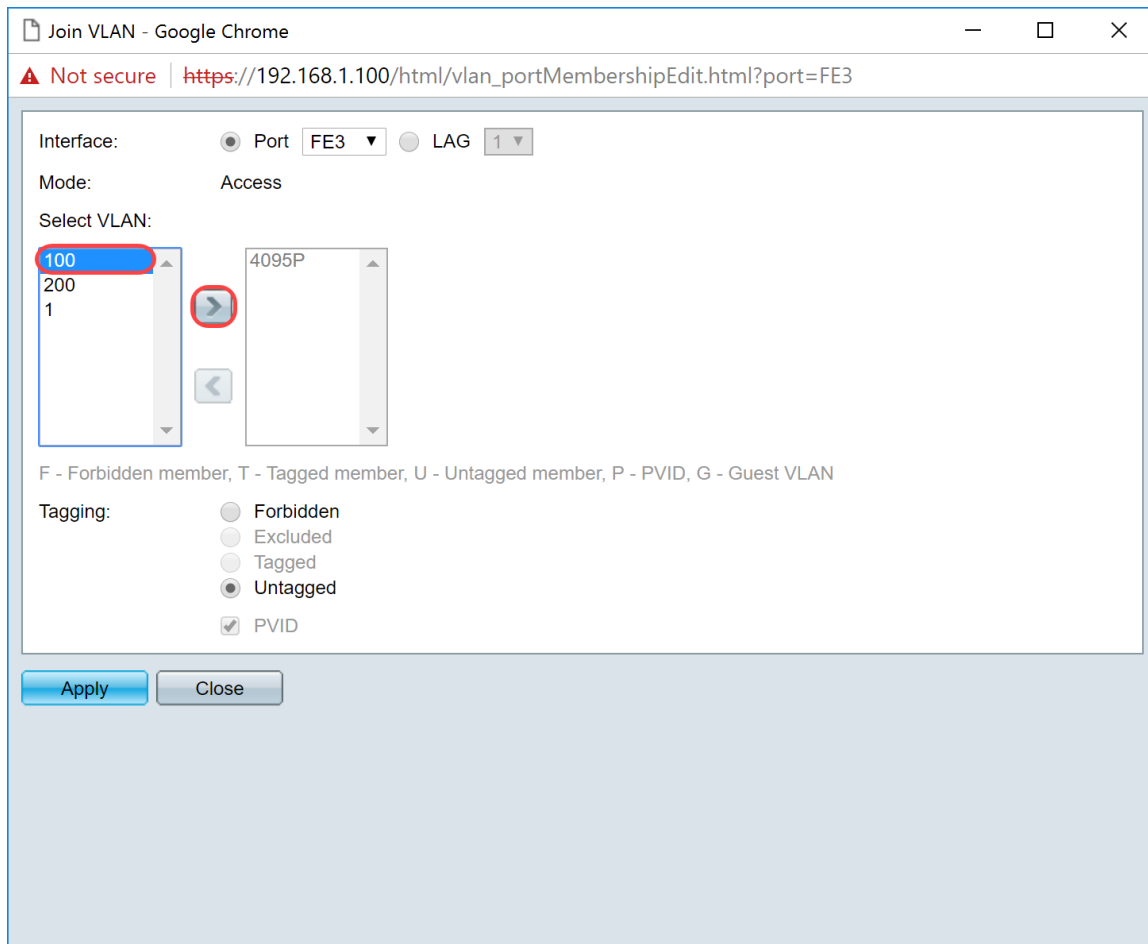 Join VLAN - Google Chrome
Not secure https://192.168.1.100/html/vlan_portMembershipEdit.html?port=FE3
Interface: Port FE3 LAG 1
Mode: Access
Select VLAN:
100 4095P
200
1
F - Forbidden member, T - Tagged member, U - Untagged member, P - PVID, G - Guest VLAN
Tagging: Forbidden
Excluded
Tagged
Untagged
PVID
Apply Close